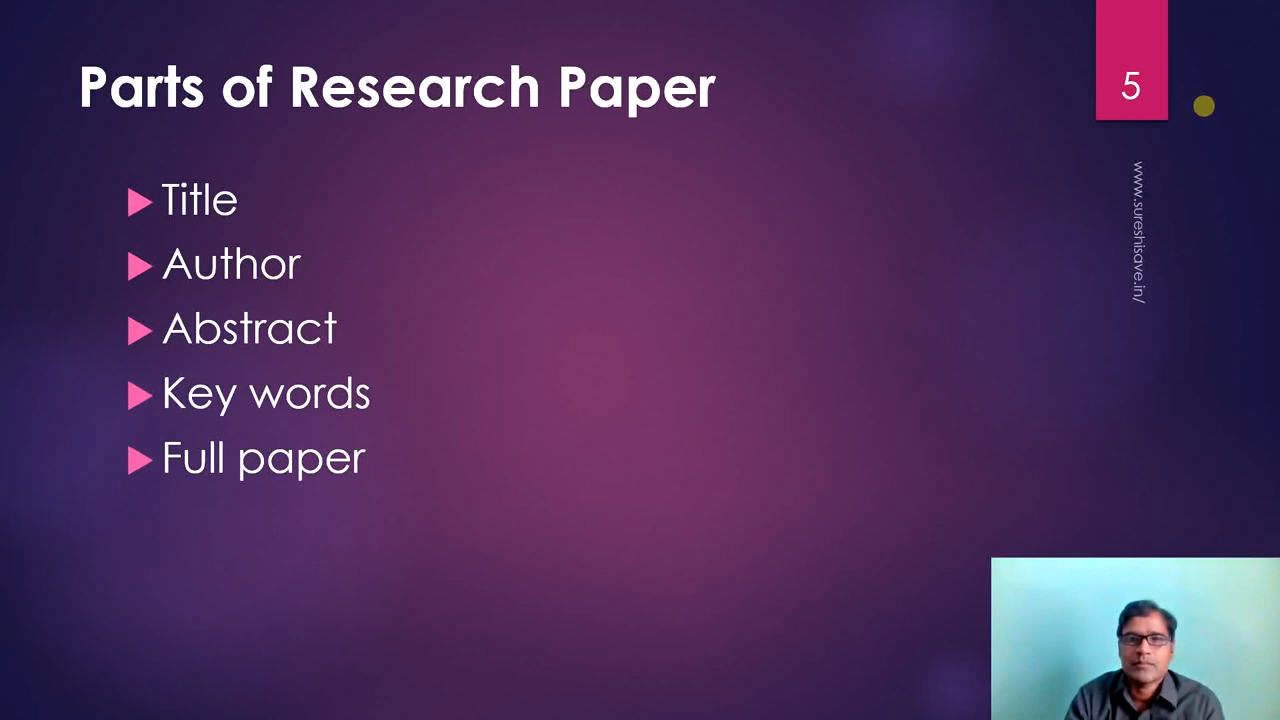 Parts of Research Paper
5
www.sureshisave.in/
Title
Author
Abstract
Key words
Full paper